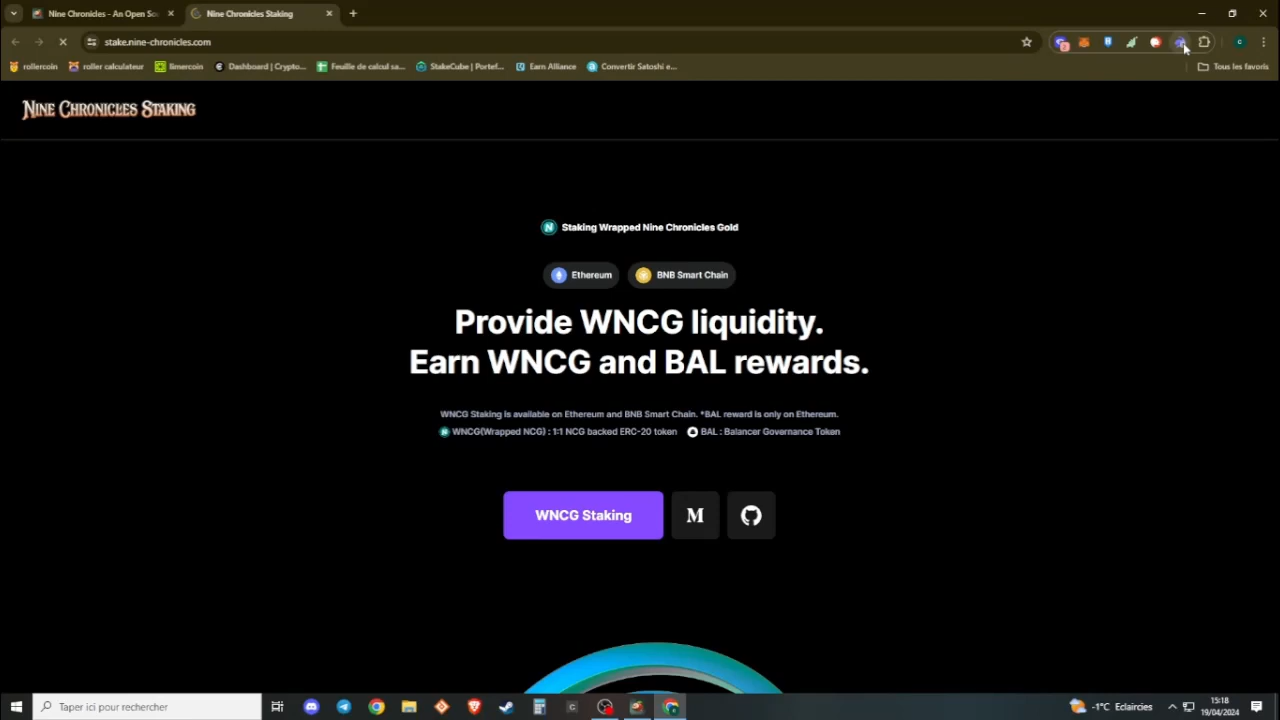 Nine Chronicles - An Open So
Nine Chronicles Staking
stake.nine-chronicles.com
rollercoin
roller calculateur
limercoin
Dashboard | Crypto...
Feuille de calcul sa...
StakeCube | Portef...
Earn Alliance
Convertir Satoshi e...
Tous les favoris
NINE CHRONICLES STAKING
Staking Wrapped Nine Chronicles Gold
Ethereum
BNB Smart Chain
Provide WNCG liquidity.
Earn WNCG and BAL rewards.
WNCG Staking is available on Ethereum and BNB Smart Chain. *BAL reward is only on Ethereum.
WNCG(Wrapped NCG) : 1:1 NCG backed ERC-20 token
BAL : Balancer Governance Token
WNCG Staking
M
Taper ici pour rechercher
-1°C Eclaircies
15:18
19/04/2024